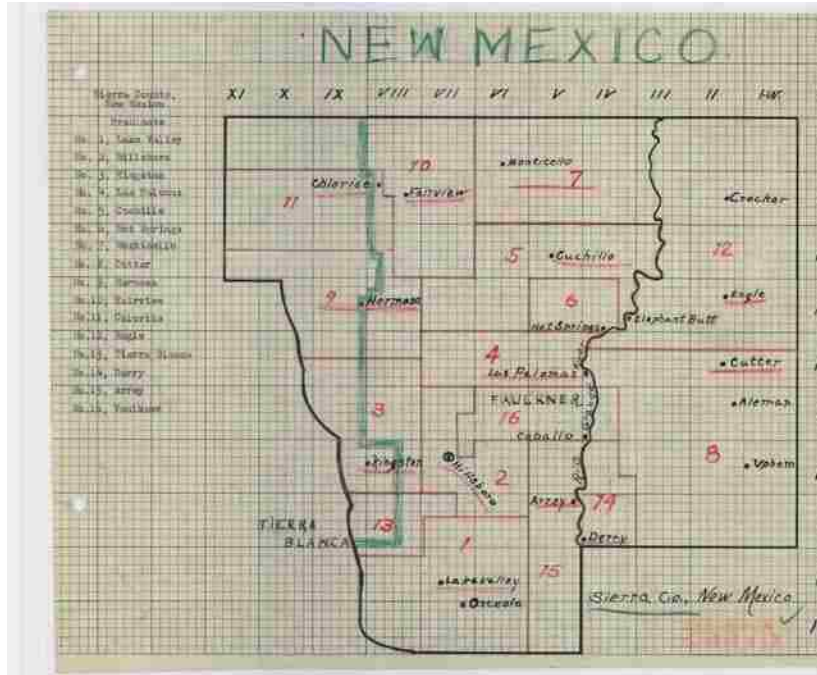 NEW MEXICO
Sierra County,
New Mexico
Precincts
No. 1, Lake Valley
No. 2, Hillsboro
No. 3, Kingston
No. 4, Las Palomas
No. 5, Cuchillo
No. 6, Hot Springs
No. 7, Monticello
No. 8, Cutter
No. 9, Hermosa
No. 10, Fairview
No. 11, Chloride
No. 12, Engle
No. 13, Tierra Blanca
No. 14, Derry
No. 15, Arrey
No. 16, Faulkner
XI X IX VIII VII VI V IV III II IW.
10
Monticello
7
Chloride
Fairview
11
Crocker
5
Cuchillo
12
9
Hermosa
6
Engle
Elephant Butt
Hot Springs
4
Las Palomas
Cutter
FAULKNER
16
Aleman
3
Caballo
8
Kingston
Hillsboro
2
Upham
Rio
Arrey
14
13
TIERRA
BLANCA
Derry
1
15
Lake Valley
Osceola
Sierra, Co., New Mexico